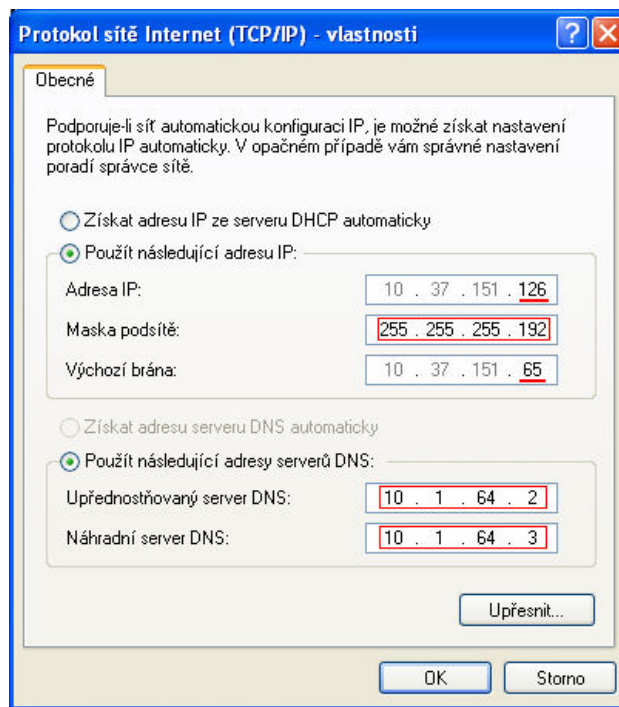 Protokol sítě Internet (TCP/IP) - vlastnosti
Obecné
Podporuje-li síť automatickou konfiguraci IP, je možné získat nastavení
protokolu IP automaticky. V opačném případě vám správné nastavení
poradí správce sítě.
Získat adresu IP ze serveru DHCP automaticky
Použít následující adresu IP:
Adresa IP: 10 . 37 . 151 . 126
Maska podsítě: 255 . 255 . 255 . 192
Výchozí brána: 10 . 37 . 151 . 65
Získat adresu serveru DNS automaticky
Použít následující adresy serverů DNS:
Upřednostňovaný server DNS: 10 . 1 . 64 . 2
Náhradní server DNS: 10 . 1 . 64 . 3
Upřesnit...
OK Storno